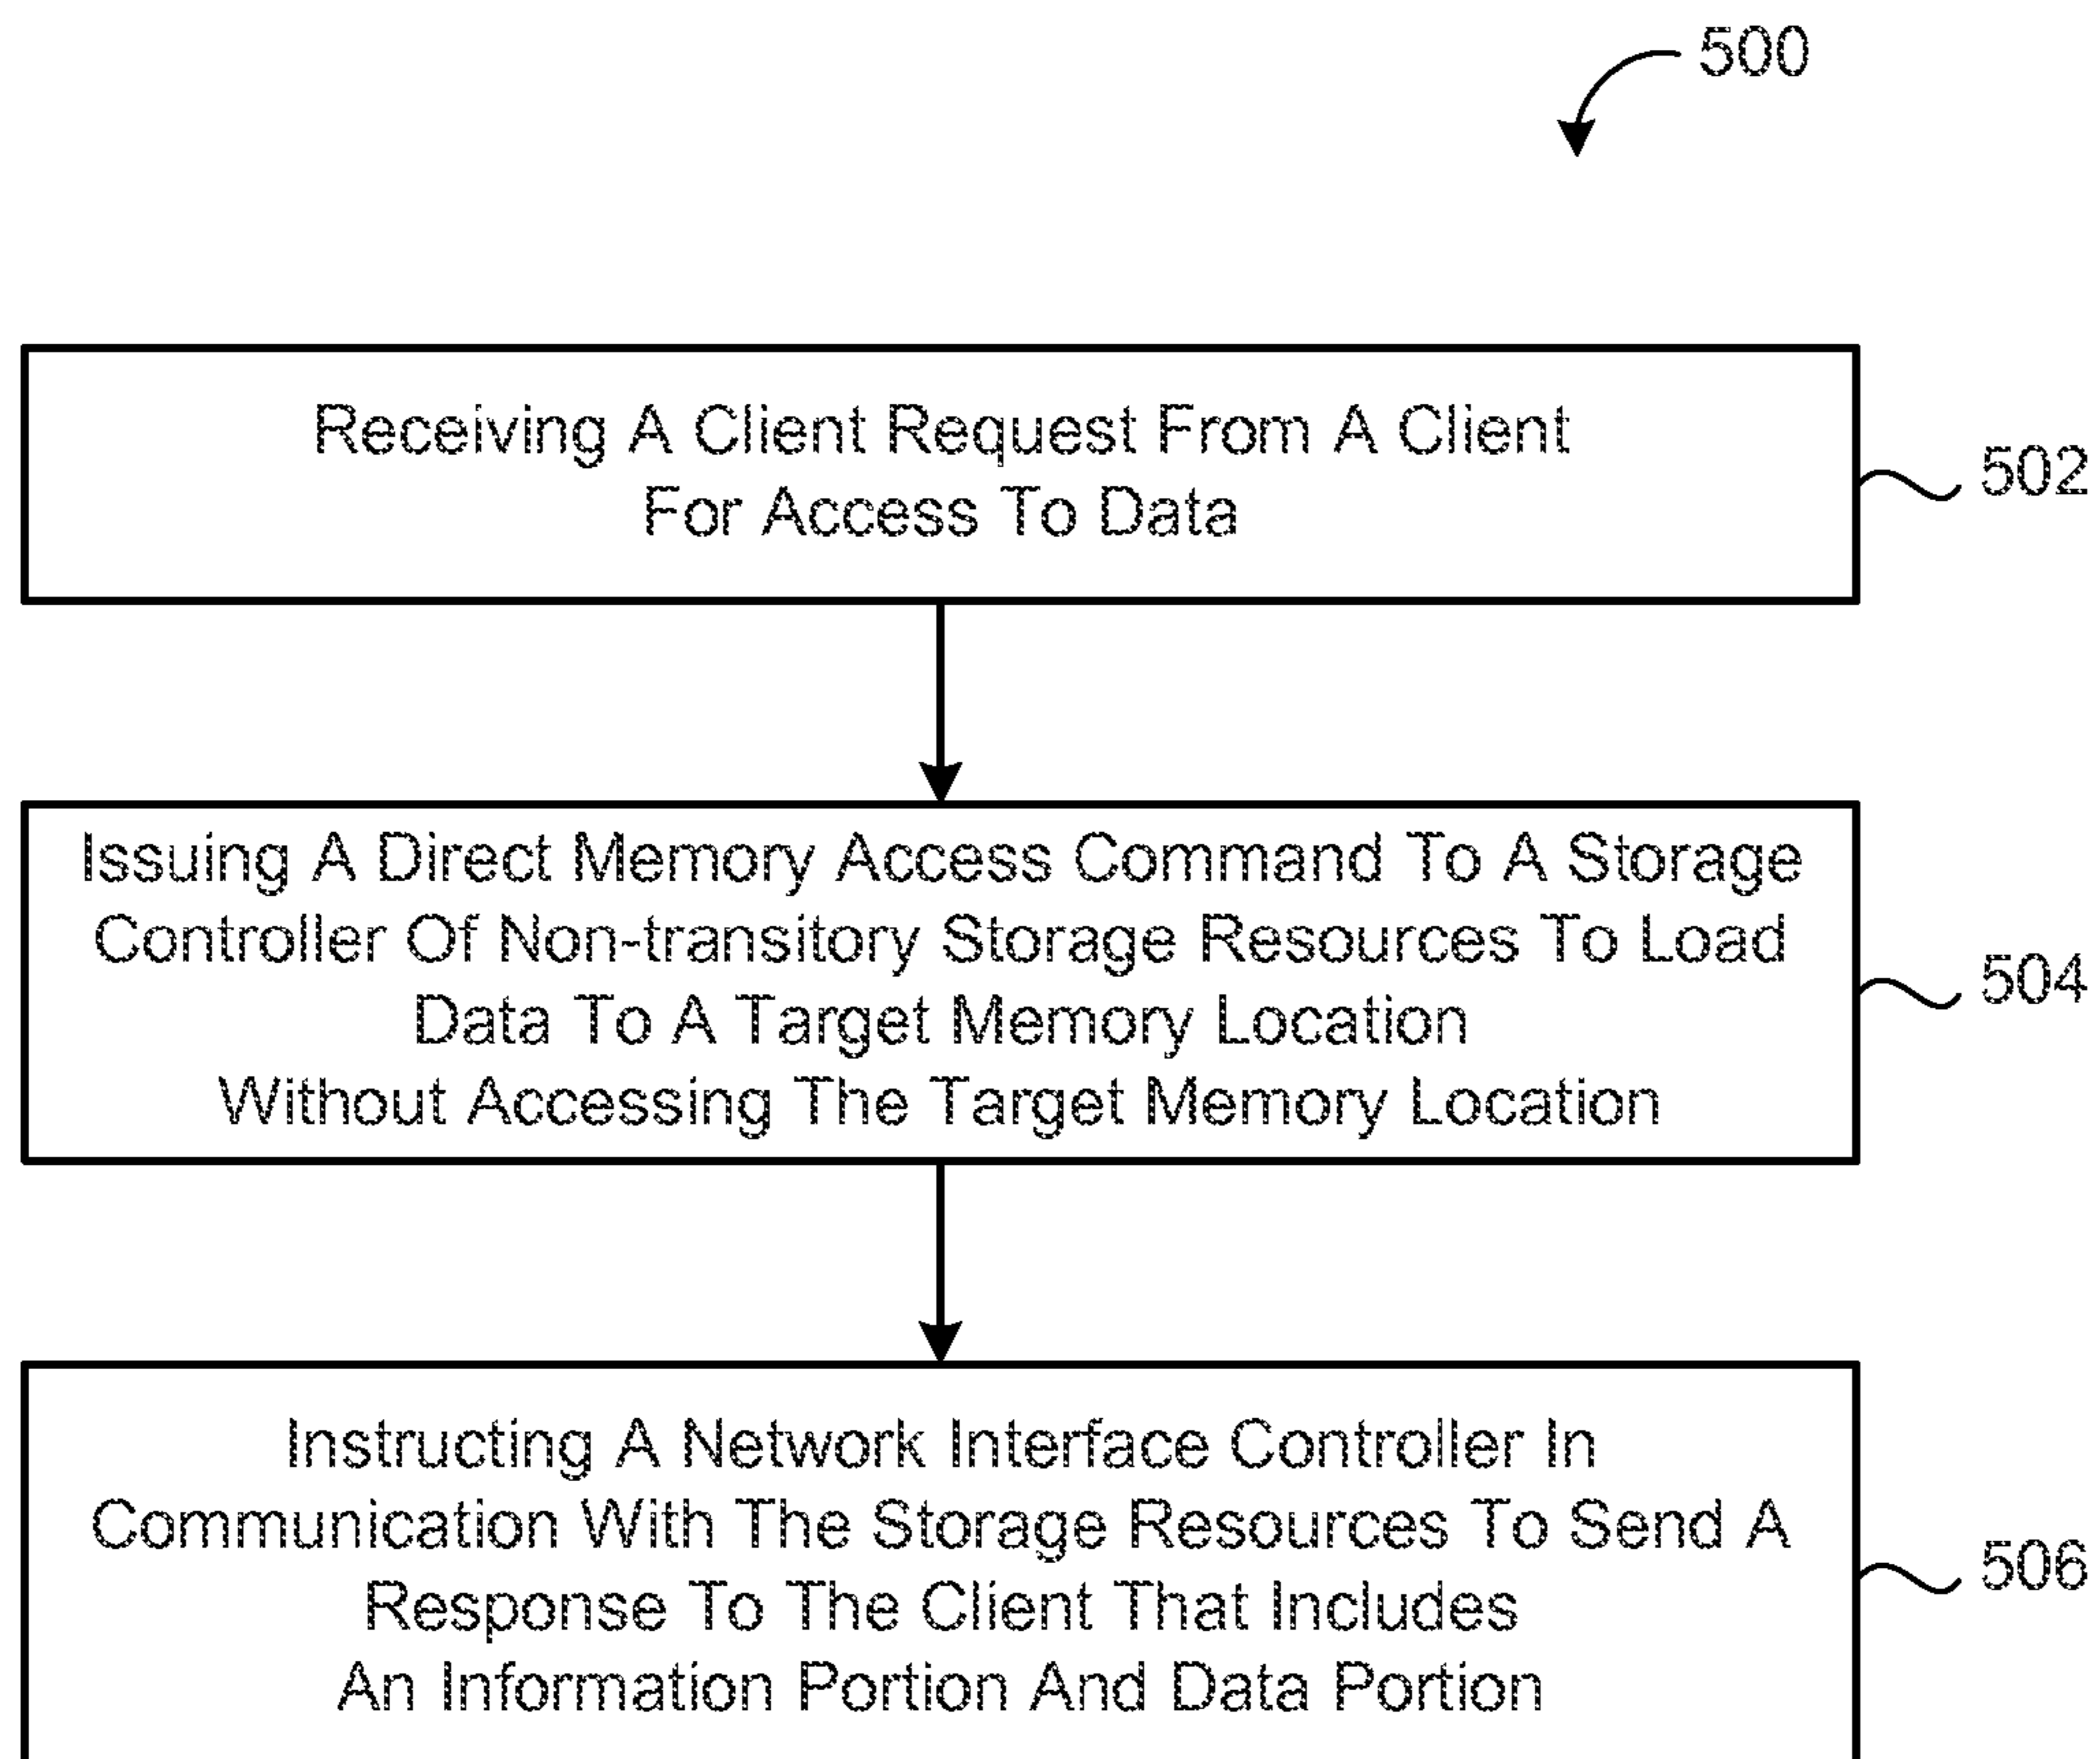 500
Receiving A Client Request From A Client
For Access To Data
502
Issuing A Direct Memory Access Command To A Storage
Controller Of Non-transitory Storage Resources To Load
Data To A Target Memory Location
Without Accessing The Target Memory Location
504
Instructing A Network Interface Controller In
Communication With The Storage Resources To Send A
Response To The Client That Includes
An Information Portion And Data Portion
506